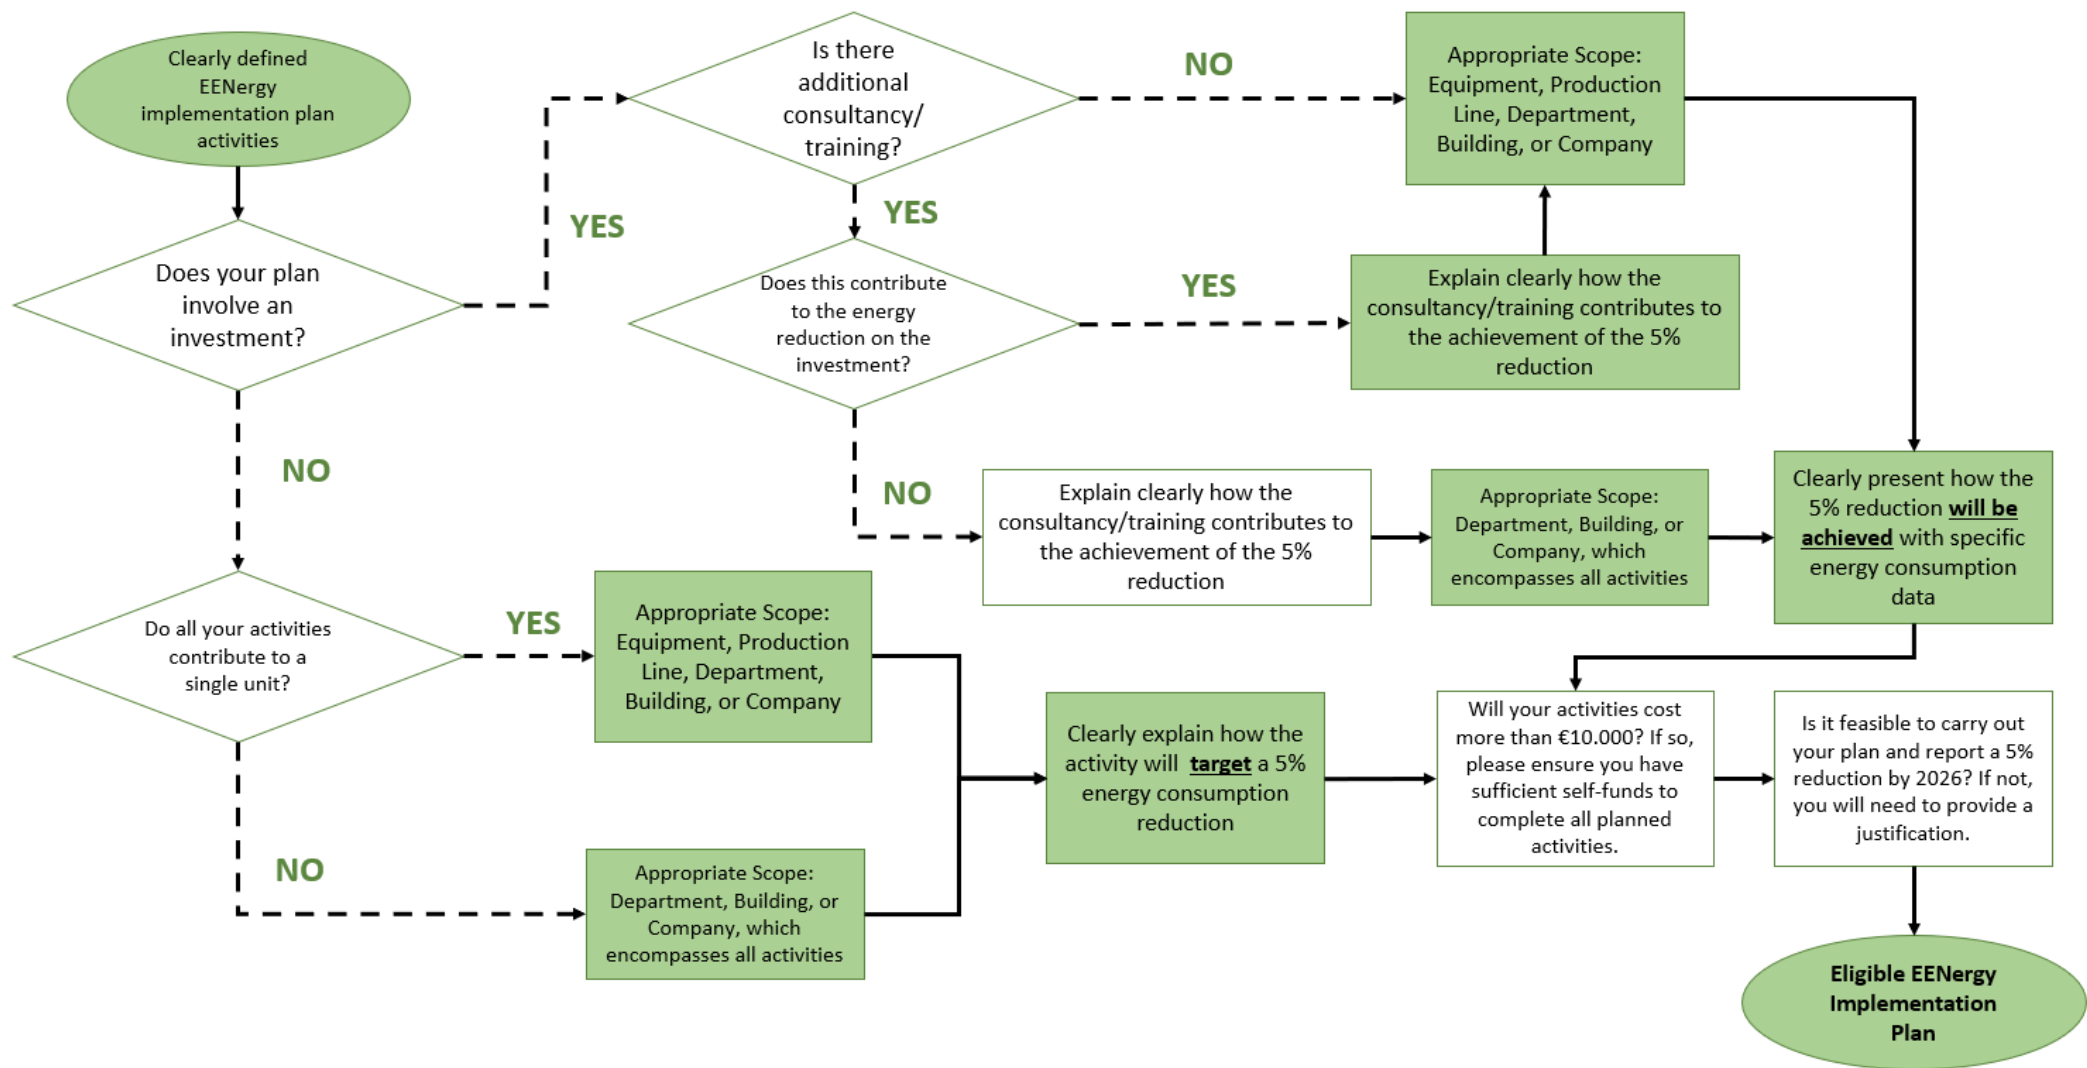 Clearly defined
EENergy
implementation plan
activities
Does your plan
involve an
investment?
YES
NO
Is there
additional
consultancy/
training?
NO
YES
Appropriate Scope:
Equipment, Production
Line, Department,
Building, or Company
Does this contribute
to the energy
reduction on the
investment?
YES
NO
Explain clearly how the
consultancy/training contributes to
the achievement of the 5%
reduction
Explain clearly how the
consultancy/training contributes to
the achievement of the 5%
reduction
Appropriate Scope:
Department, Building, or
Company, which
encompasses all activities
Clearly present how the
5% reduction will be
achieved with specific
energy consumption
data
Do all your activities
contribute to a
single unit?
YES
NO
Appropriate Scope:
Equipment, Production
Line, Department,
Building, or Company
Appropriate Scope:
Department, Building, or
Company, which
encompasses all activities
Clearly explain how the
activity will target a 5%
energy consumption
reduction
Will your activities cost
more than €10.000? If so,
please ensure you have
sufficient self-funds to
complete all planned
activities.
Is it feasible to carry out
your plan and report a 5%
reduction by 2026? If not,
you will need to provide a
justification.
Eligible EENergy
Implementation
Plan